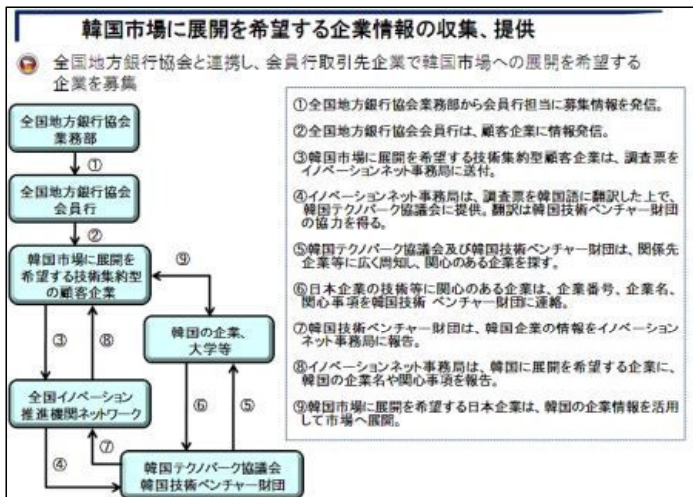 韓国市場に展開を希望する企業情報の収集、提供
全国地方銀行協会と連携し、会員行取引先企業で韓国市場への展開を希望する
企業を募集
全国地方銀行協会
業務部
①
全国地方銀行協会
会員行
②
韓国市場に展開を
希望する技術集約型
の顧客企業
⑨
③
⑧
韓国の企業、
大学等
全国イノベーション
推進機関ネットワーク
⑥
⑤
⑦
④
韓国テクノパーク協議会
韓国技術ベンチャー財団
①全国地方銀行協会業務部から会員行担当に募集情報を発信。
②全国地方銀行協会会員行は、顧客企業に情報発信。
③韓国市場に展開を希望する技術集約型顧客企業は、調査票を
イノベーションネット事務局に送付。
④イノベーションネット事務局は、調査票を韓国語に翻訳した上で、
韓国テクノパーク協議会に提供。翻訳は韓国技術ベンチャー財団
の協力を得る。
⑤韓国テクノパーク協議会及び韓国技術ベンチャー財団は、関係先
企業等に広く周知し、関心のある企業を探す。
⑥日本企業の技術等に関心のある企業は、企業番号、企業名、
関心事項を韓国技術 ベンチャー財団に連絡。
⑦韓国技術ベンチャー財団は、韓国企業の情報をイノベーション
ネット事務局に報告。
⑧イノベーションネット事務局は、韓国に展開を希望する企業に、
韓国の企業名や関心事項を報告。
⑨韓国市場に展開を希望する日本企業は、韓国の企業情報を活用
して市場へ展開。